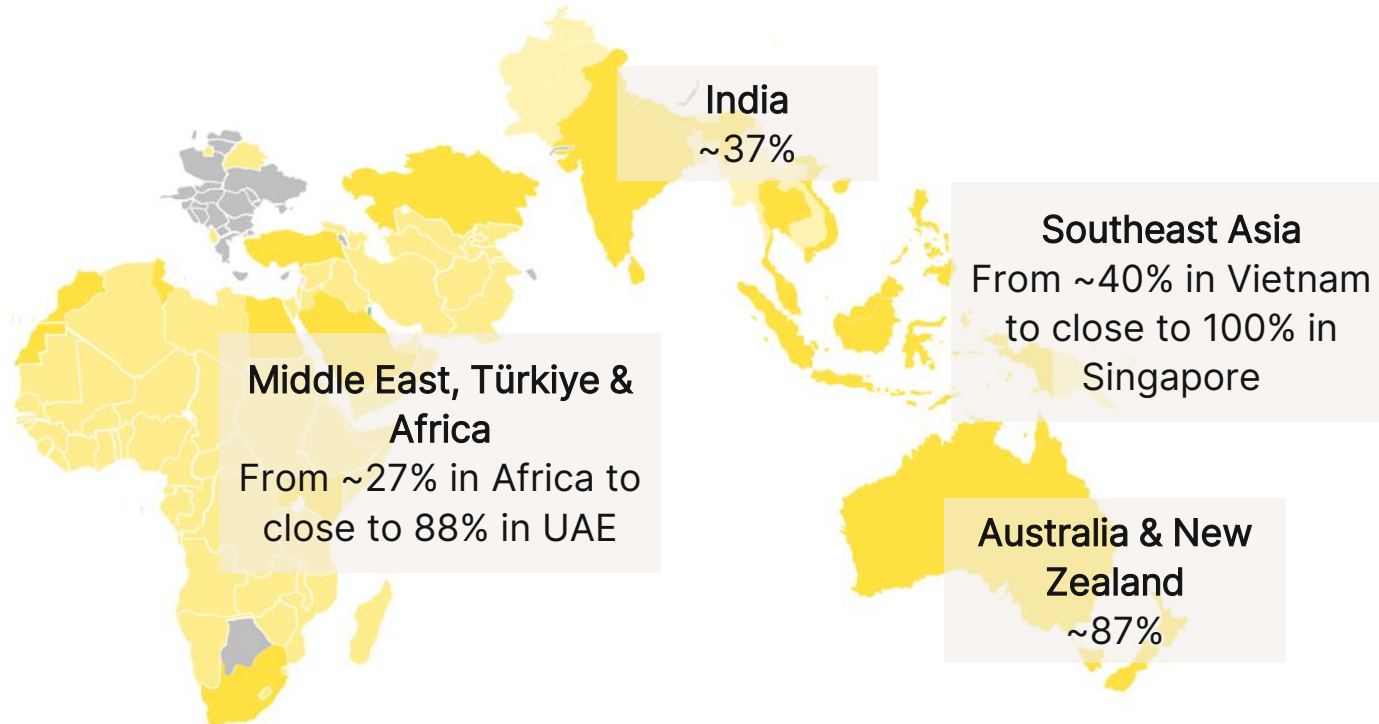 India
~37%
Southeast Asia
From ~40% in Vietnam
to close to 100% in
Singapore
Middle East, Türkiye &
Africa
From ~27% in Africa to
close to 88% in UAE
Australia & New
Zealand
~87%